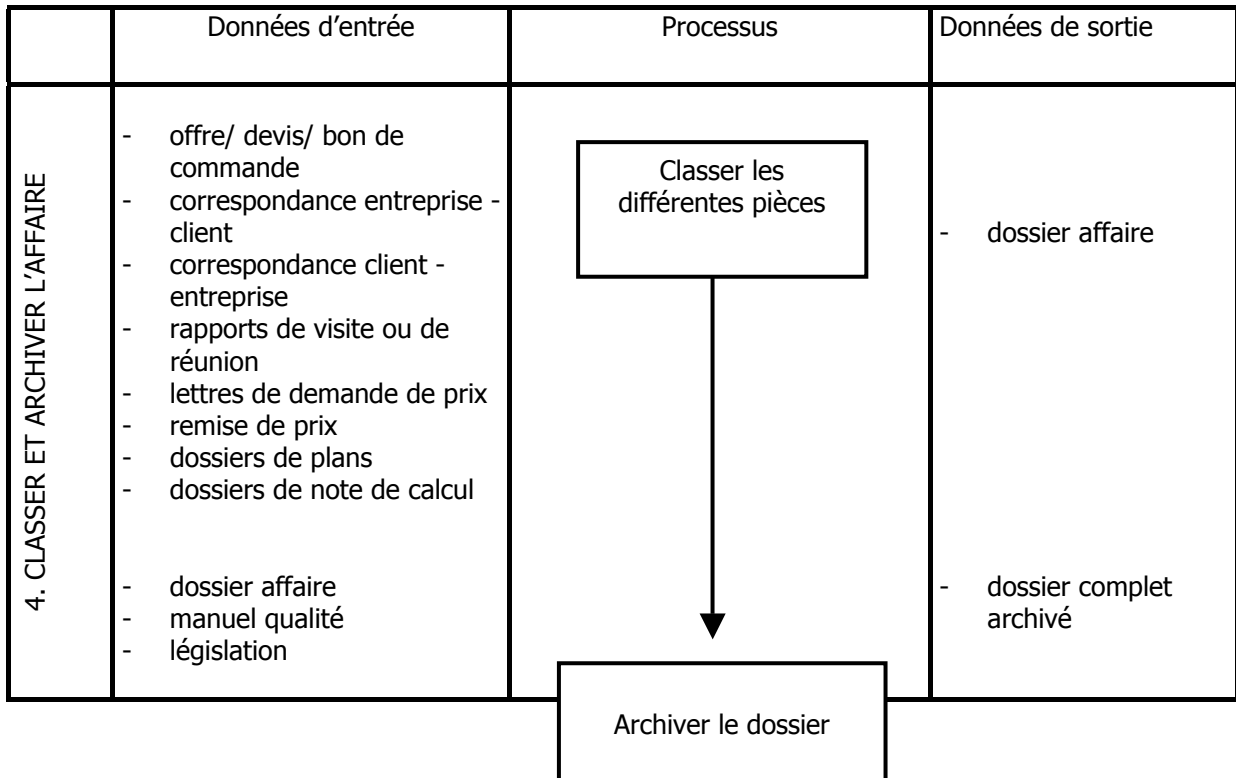 Données d’entrée
Processus
Données de sortie
4. CLASSER ET ARCHIVER L’AFFAIRE
- offre/ devis/ bon de
commande
- correspondance entreprise -
client
- correspondance client -
entreprise
- rapports de visite ou de
réunion
- lettres de demande de prix
- remise de prix
- dossiers de plans
- dossiers de note de calcul
- dossier affaire
- manuel qualité
- législation
Classer les
différentes pièces
Archiver le dossier
- dossier affaire
- dossier complet
archivé